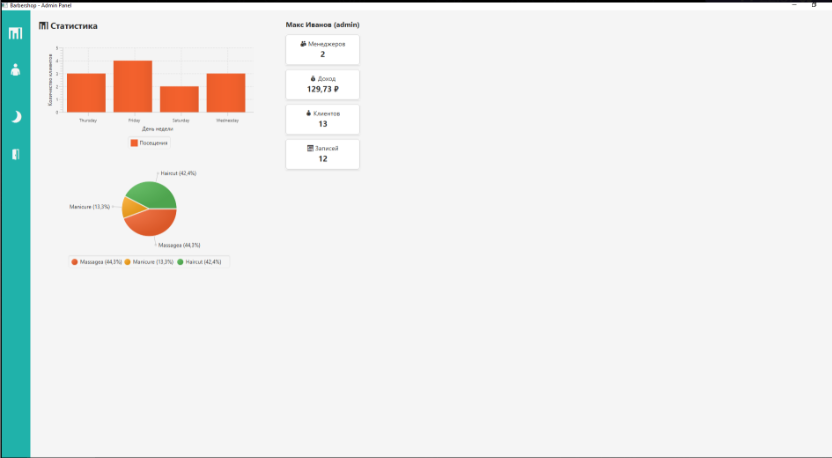 Barbershop - Admin Panel
Статистика
Количество клиентов
5
4
3
2
1
0
Thursday Friday Saturday Wednesday
День недели
Посещения
Haircut (42,4%)
Manicure (13,3%)
Massages (44,3%)
Massages (44,3%) Manicure (13,3%) Haircut (42,4%)
Макс Иванов (admin)
Менеджеров
2
Доход
129,73 ₽
Клиентов
13
Записей
12